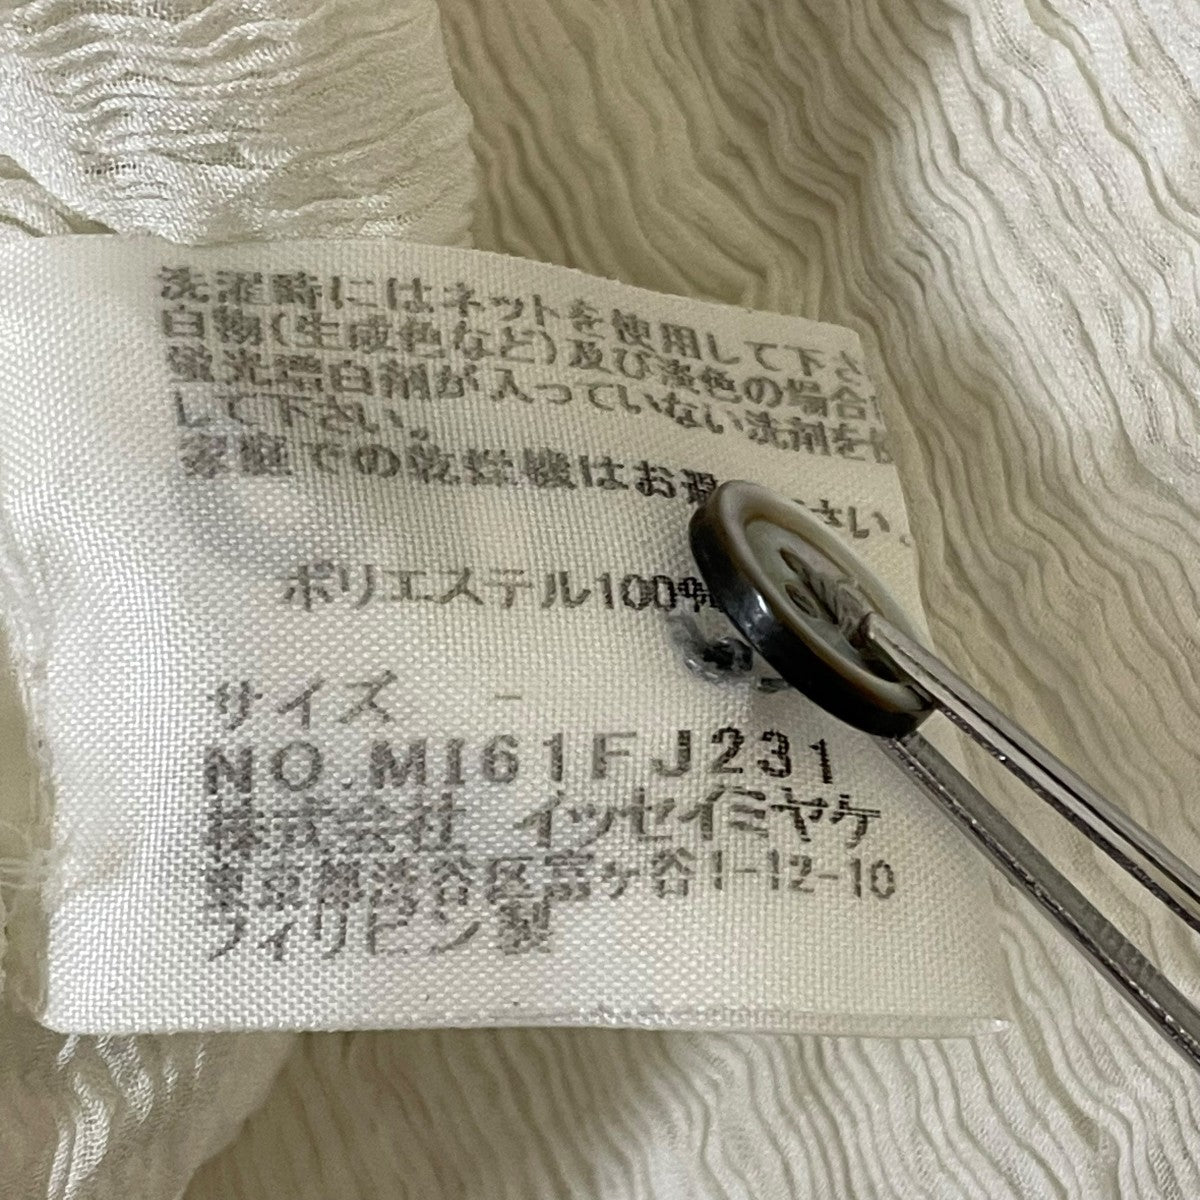 洗濯時にはネットを使用して下さ
白物(生成色など)及び淡色の場合
蛍光漂白剤が入っていない洗剤を使
して下さい。
家庭での乾燥機はお避 さい。
ポリエステル100%
サイズ -
NO.MI61FJ231
株式会社 イッセイミヤケ
東京都渋谷区富ヶ谷1-12-10
フィリピン製